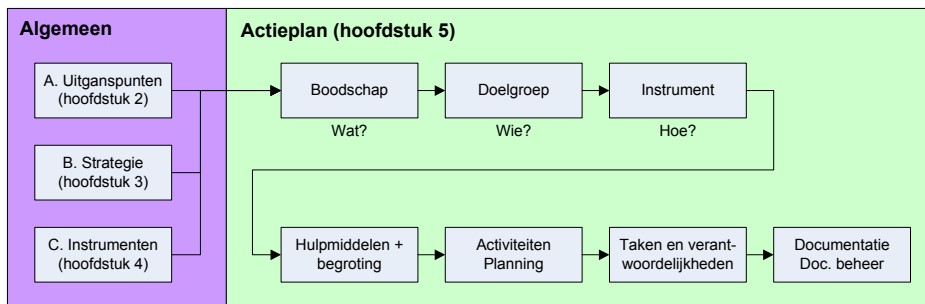 Algemeen
A. Uitganspunten
(hoofdstuk 2)
B. Strategie
(hoofdstuk 3)
C. Instrumenten
(hoofdstuk 4)
Actieplan (hoofdstuk 5)
Boodschap
Wat?
Doelgroep
Wie?
Instrument
Hoe?
Hulpmiddelen +
begroting
Activiteiten
Planning
Taken en verant-
woordelijkheden
Documentatie
Doc. beheer